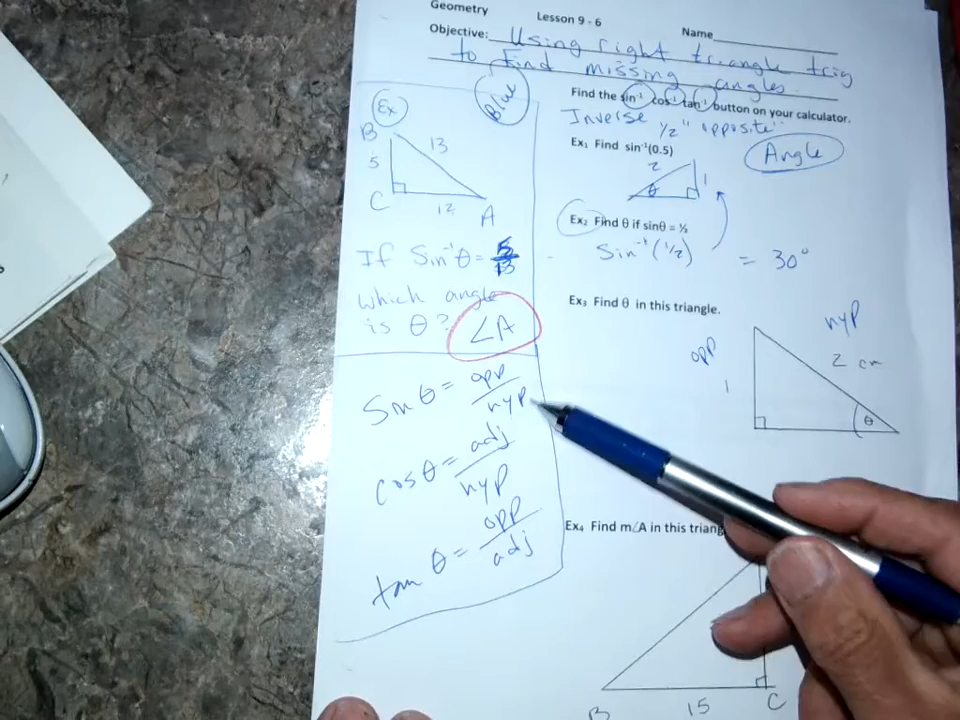 Geometry Lesson 9 - 6 Name
Objective: Using right triangle trig
to find missing angles
Find the sin⁻¹ cos⁻¹ tan⁻¹ button on your calculator.
Inverse 1/2 "opposite"
Ex1 Find sin⁻¹(0.5)
Angle
2
1
θ
Ex2 Find θ if sinθ = ½
Sin⁻¹(1/2) = 30°
Ex3 Find θ in this triangle.
hyp
opp
2 cm
1
θ
Ex4 Find m∠A in this triang
B 15 C
Ex
Blue
B
13
5
C
12
A
If Sin⁻¹θ = 5/13
which angle
is θ? ∠A
Sin θ = opp/hyp
cos θ = adj/hyp
tan θ = opp/adj